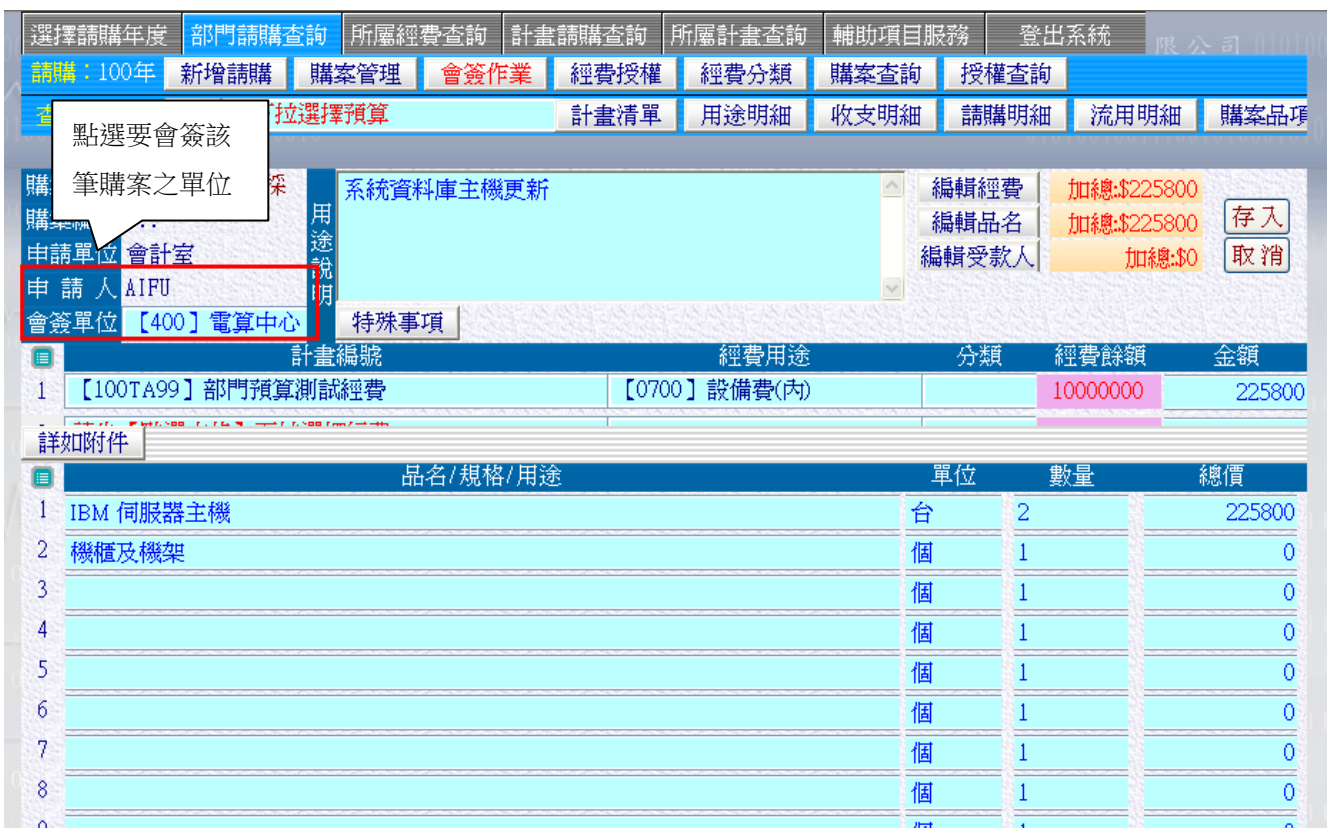 選擇請購年度 部門請購查詢 所屬經費查詢 計畫請購查詢 所屬計畫查詢 輔助項目服務 登出系統 限公司 010100
請購：100年 新增請購 購案管理 會簽作業 經費授權 經費分類 購案查詢 授權查詢
拉選擇預算 計畫清單 用途明細 收支明細 請購明細 流用明細 購案品項
點選要會簽該
筆購案之單位
購 採
購案
申請單位 會計室
申 請 人 AIFU
會簽單位 【400】電算中心
用途說明
系統資料庫主機更新
特殊事項
編輯經費 加總:$225800
編輯品名 加總:$225800
編輯受款人 加總:$0
存入
取消
計畫編號 經費用途 分類 經費餘額 金額
1 【100TA99】部門預算測試經費 【0700】設備費(內) 10000000 225800
詳如附件
品名/規格/用途 單位 數量 總價
1 IBM 伺服器主機 台 2 225800
2 機櫃及機架 個 1 0
3 個 1 0
4 個 1 0
5 個 1 0
6 個 1 0
7 個 1 0
8 個 1 0